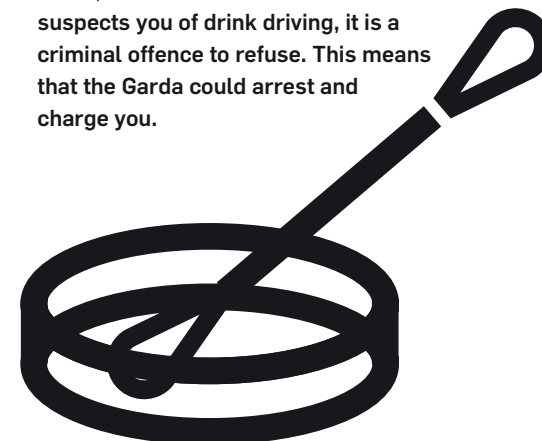 suspects you of drink driving, it is a
criminal offence to refuse. This means
that the Garda could arrest and
charge you.